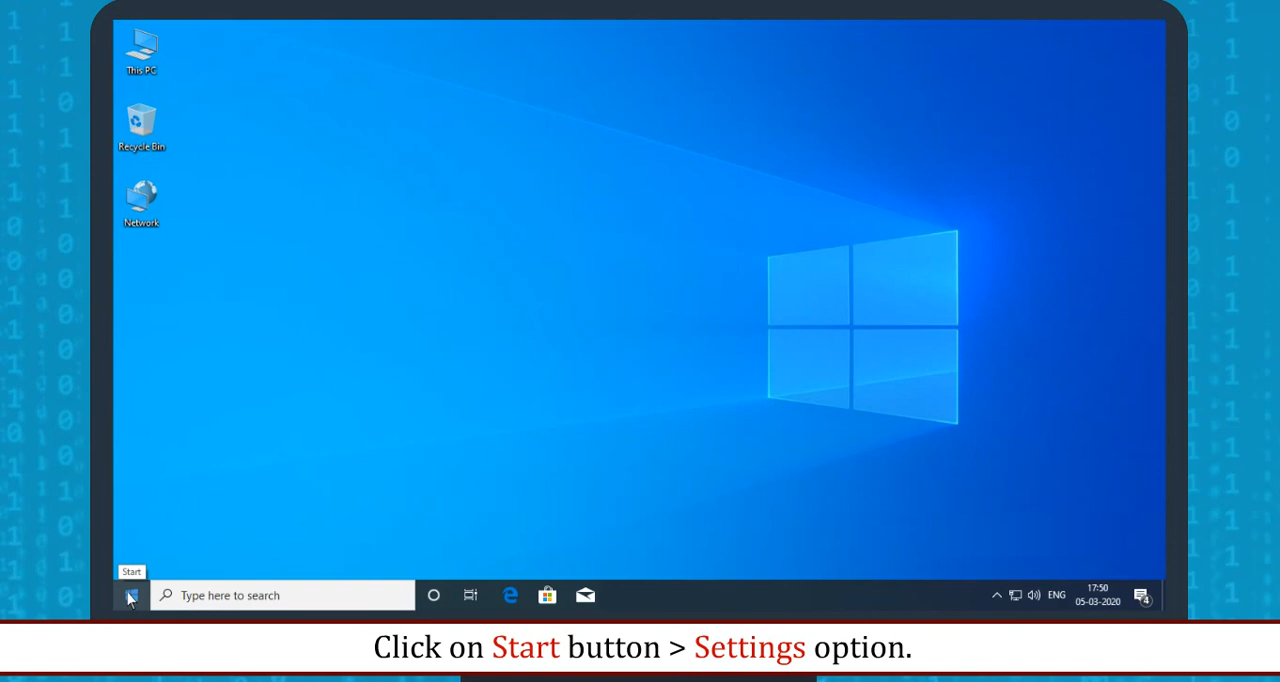 This PC
Recycle Bin
Network
Start
Type here to search
ENG
17:50
05-03-2020
4
Click on Start button > Settings option.